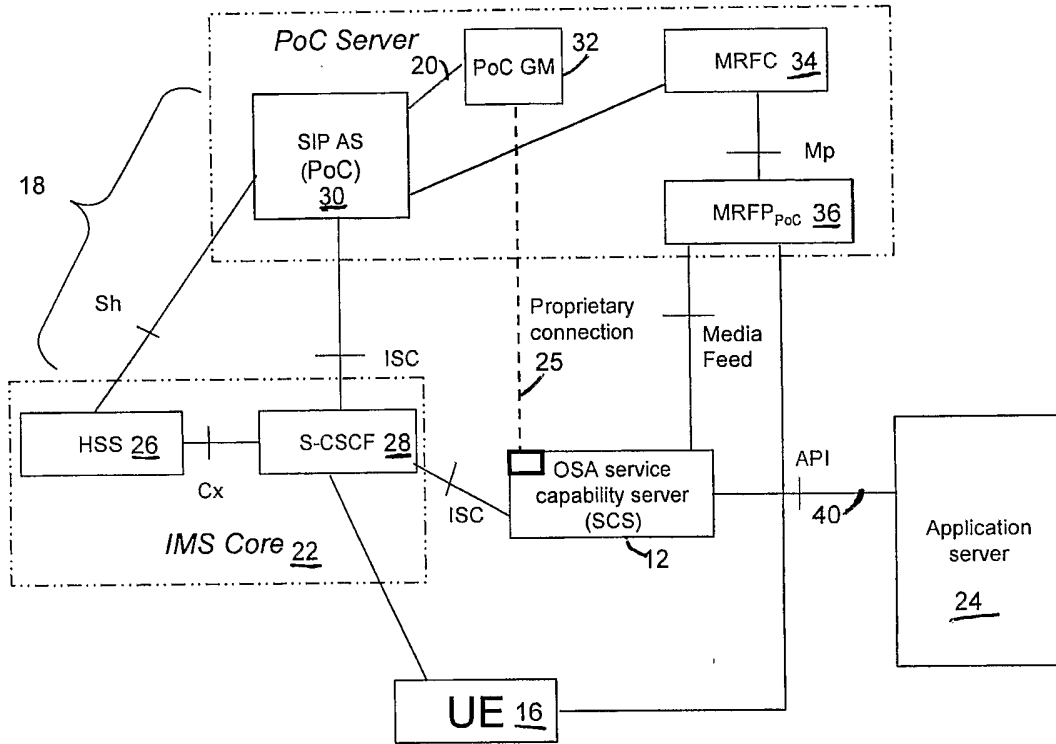 PoC Server
20
PoC GM
32
MRFC 34
SIP AS
(PoC)
30
18
Mp
MRFPPoC 36
Sh
ISC
Proprietary
connection
25
Media
Feed
HSS 26
Cx
S-CSCF 28
ISC
OSA service
capability server
(SCS)
12
API
40
Application
server
24
IMS Core 22
UE 16